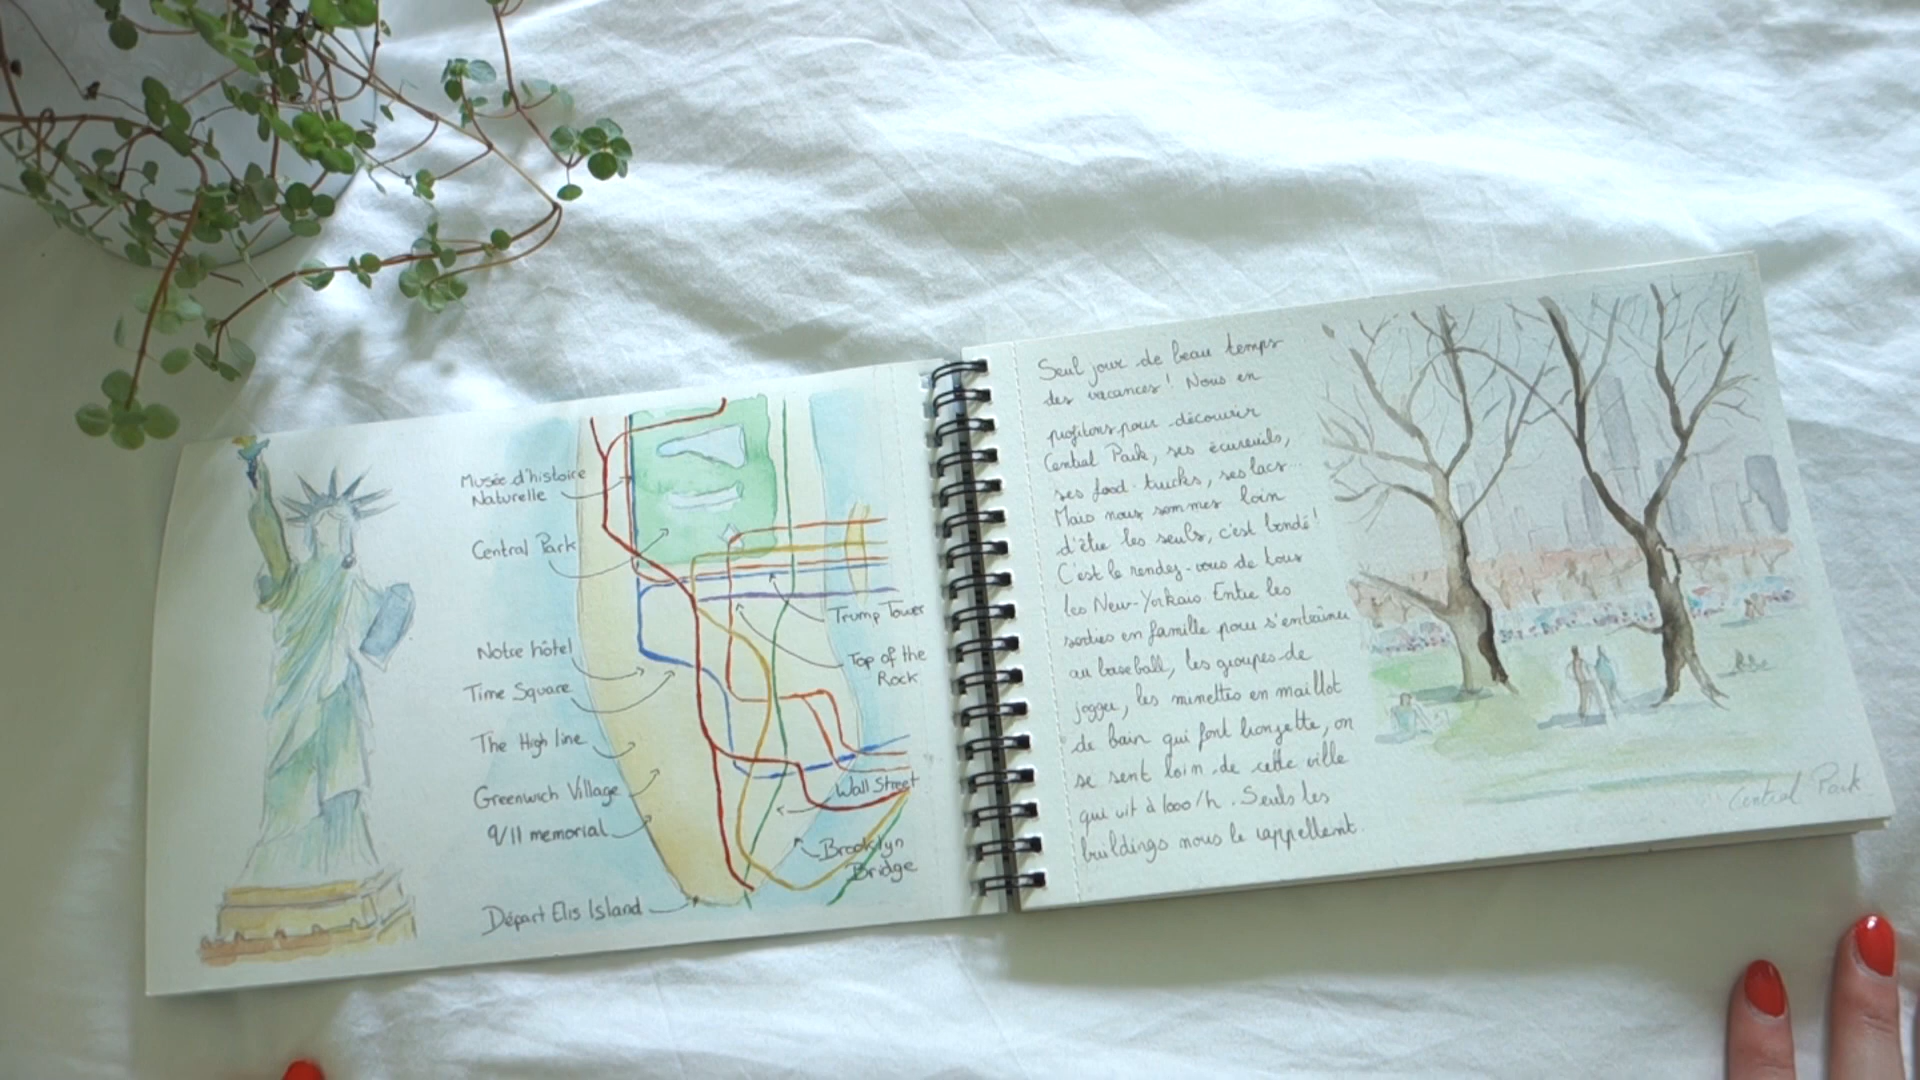 Musée d'histoire
Naturelle
Central Park
Notre hôtel
Time Square
The High line
Greenwich Village
9/11 memorial
Départ Elis Island
Trump Tower
Top of the
Rock
Wall Street
Brooklyn
Bridge
Seul jour de beau temps
des vacances ! Nous en
profitons pour découvrir
Central Park, ses écureuils,
ses food-trucks, ses lacs...
Mais nous sommes loin
d'être les seuls, c'est bondé !
C'est le rendez-vous de tous
les New-Yorkais. Entre les
sorties en famille pour s'entraîner
au baseball, les groupes de
jogger, les minettes en maillot
de bain qui font bronzette, on
se sent loin de cette ville
qui vit à 1000/h. Seuls les
buildings nous le rappellent.
Central Park